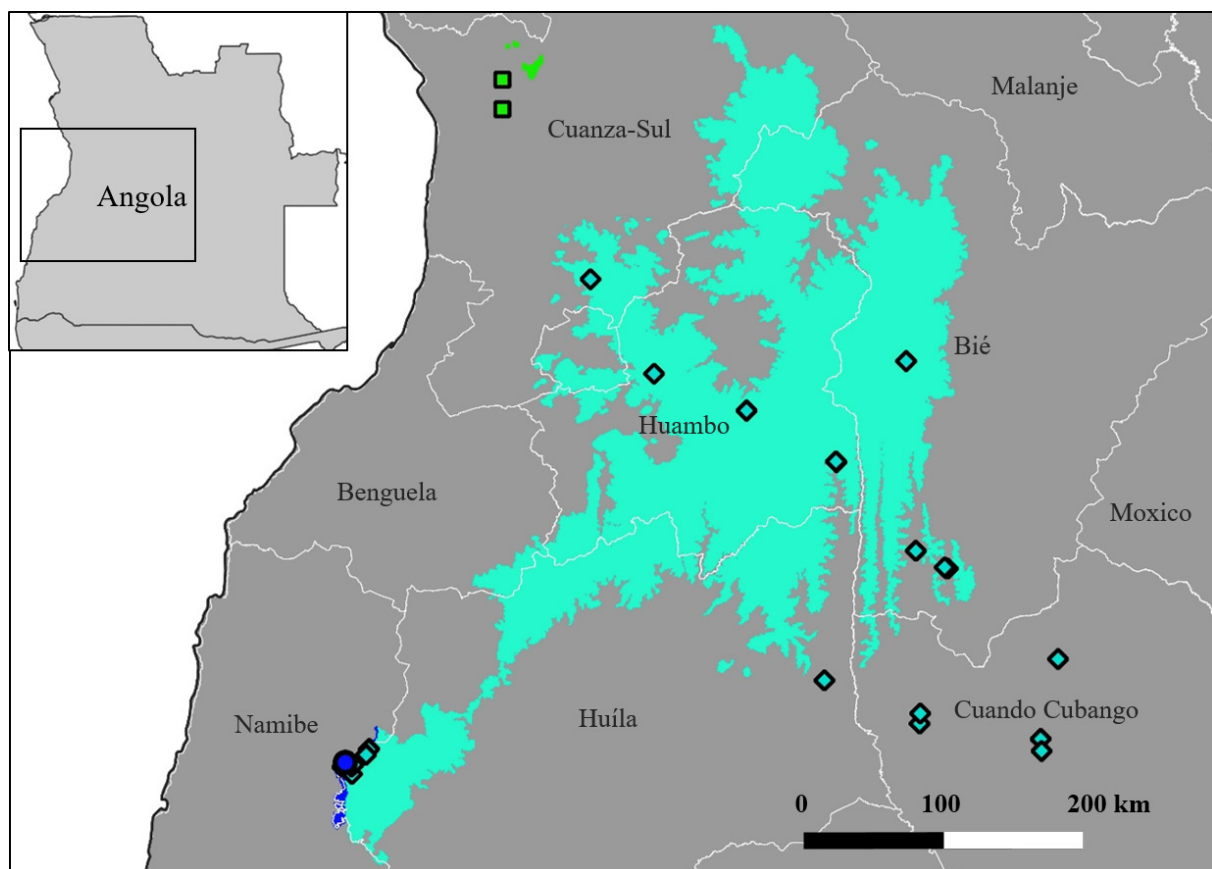 Angola
Malanje
Cuanza-Sul
Bié
Huambo
Benguela
Moxico
Namibe
Huíla
Cuando Cubango
0 100 200 km